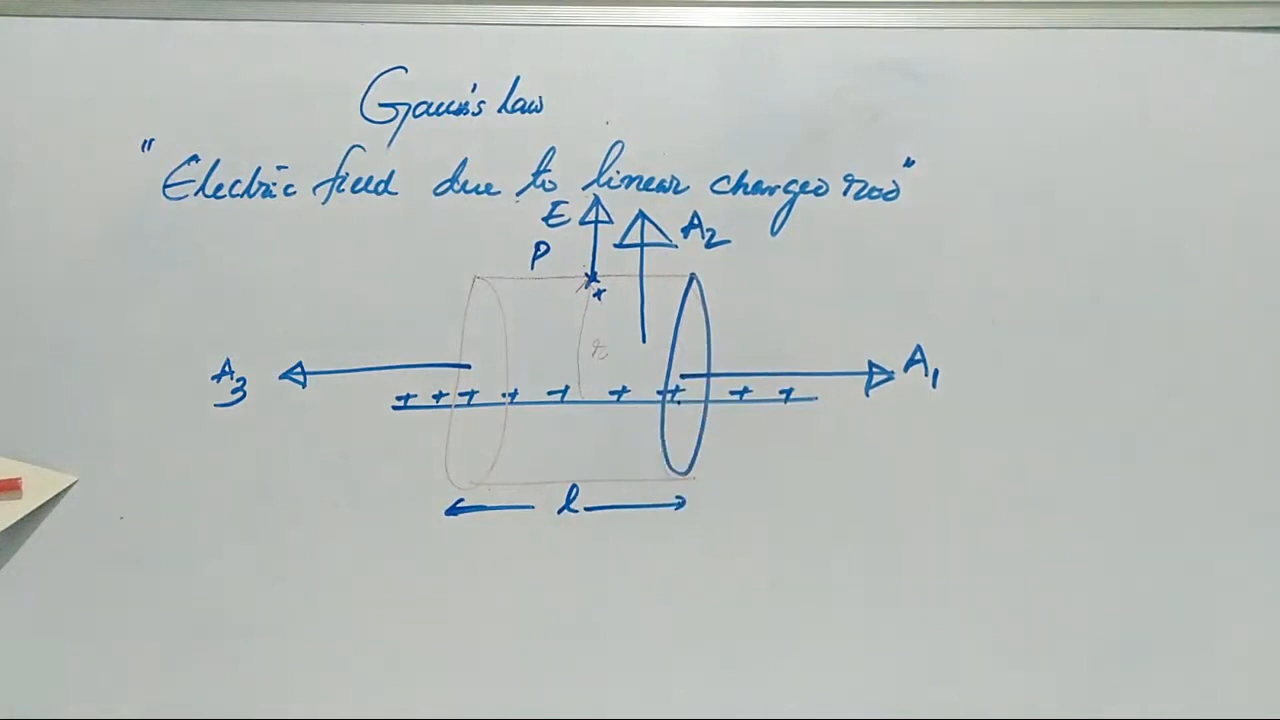 Gauss's law
"Electric field due to linear charged rod"
E
A2
P
r
A3
A1
+ + + + + + + + +
l